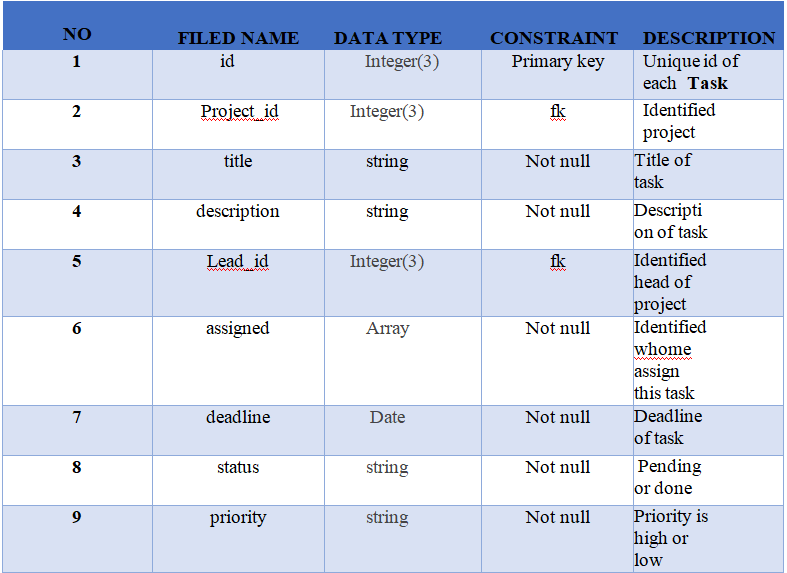 NO FILED NAME DATA TYPE CONSTRAINT DESCRIPTION
1 id Integer(3) Primary key Unique id of
each Task
2 Project_id Integer(3) fk Identified
project
3 title string Not null Title of
task
4 description string Not null Descripti
on of task
5 Lead_id Integer(3) fk Identified
head of
project
6 assigned Array Not null Identified
whome
assign
this task
7 deadline Date Not null Deadline
of task
8 status string Not null Pending
or done
9 priority string Not null Priority is
high or
low